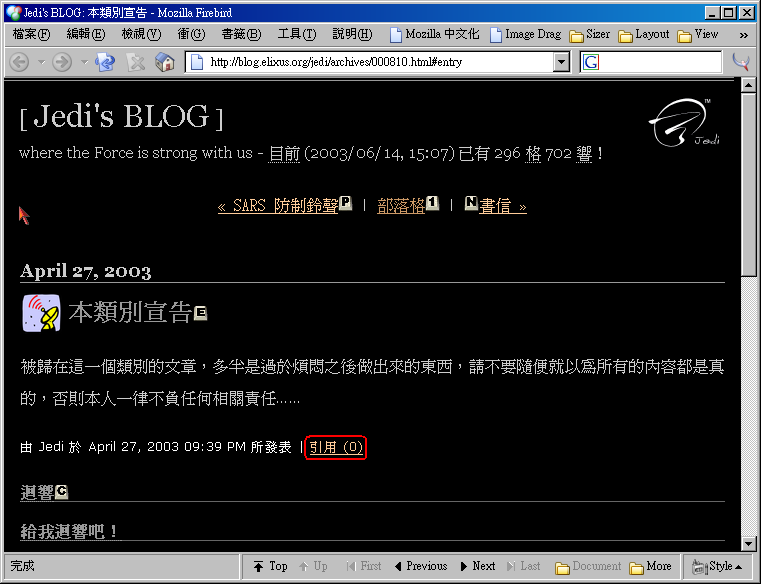 Jedi's BLOG: 本類別宣告 - Mozilla Firebird
檔案(F) 編輯(E) 檢視(V) 衝(G) 書籤(B) 工具(T) 說明(H) Mozilla 中文化 Image Drag Sizer Layout View »
http://blog.elixus.org/jedi/archives/000810.html#entry G
[ Jedi's BLOG ]
TM Jedi
where the Force is strong with us - 目前 (2003/06/14, 15:07) 已有 296 格 702 響！
« SARS 防制鈴聲 P | 部落格 1 | N 書信 »
April 27, 2003
本類別宣告 E
被歸在這一個類別的文章，多半是過於煩悶之後做出來的東西，請不要隨便就以為所有的內容都是真
的，否則本人一律不負任何相關責任……
由 Jedi 於 April 27, 2003 09:39 PM 所發表 | 引用 (0)
迴響 C
給我迴響吧！
完成 Top Up First Previous Next Last Document More Style